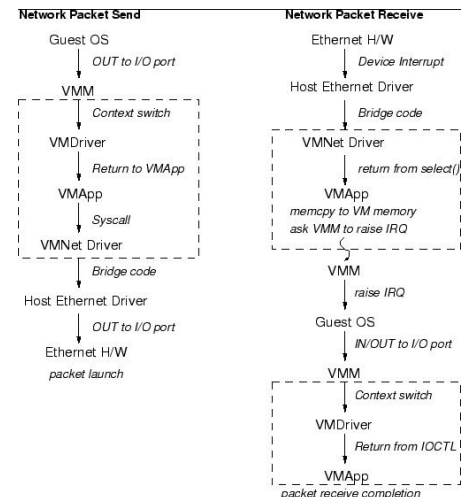 Network Packet Send
Guest OS
OUT to I/O port
VMM
Context switch
VMDriver
Return to VMApp
VMApp
Syscall
VMNet Driver
Bridge code
Host Ethernet Driver
OUT to I/O port
Ethernet H/W
packet launch
Network Packet Receive
Ethernet H/W
Device Interrupt
Host Ethernet Driver
Bridge code
VMNet Driver
return from select()
VMApp
memcpy to VM memory
ask VMM to raise IRQ
VMM
raise IRQ
Guest OS
IN/OUT to I/O port
VMM
Context switch
VMDriver
Return from IOCTL
VMApp
packet receive completion